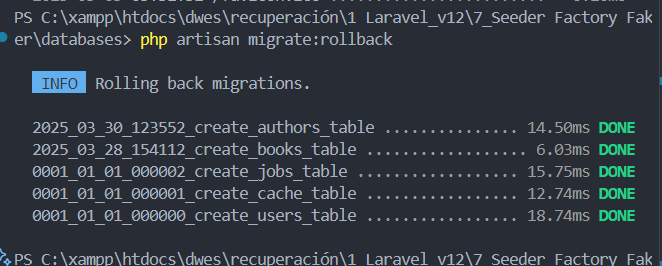 PS C:\xampp\htdocs\dwes\recuperación\1 Laravel_v12\7_Seeder Factory Fak
er\databases> php artisan migrate:rollback
INFO Rolling back migrations.
2025_03_30_123552_create_authors_table ................ 14.50ms DONE
2025_03_28_154112_create_books_table ................... 6.03ms DONE
0001_01_01_000002_create_jobs_table ................... 15.75ms DONE
0001_01_01_000001_create_cache_table .................. 12.74ms DONE
0001_01_01_000000_create_users_table .................. 18.74ms DONE
PS C:\xampp\htdocs\dwes\recuperación\1 Laravel_v12\7_Seeder Factory Fak